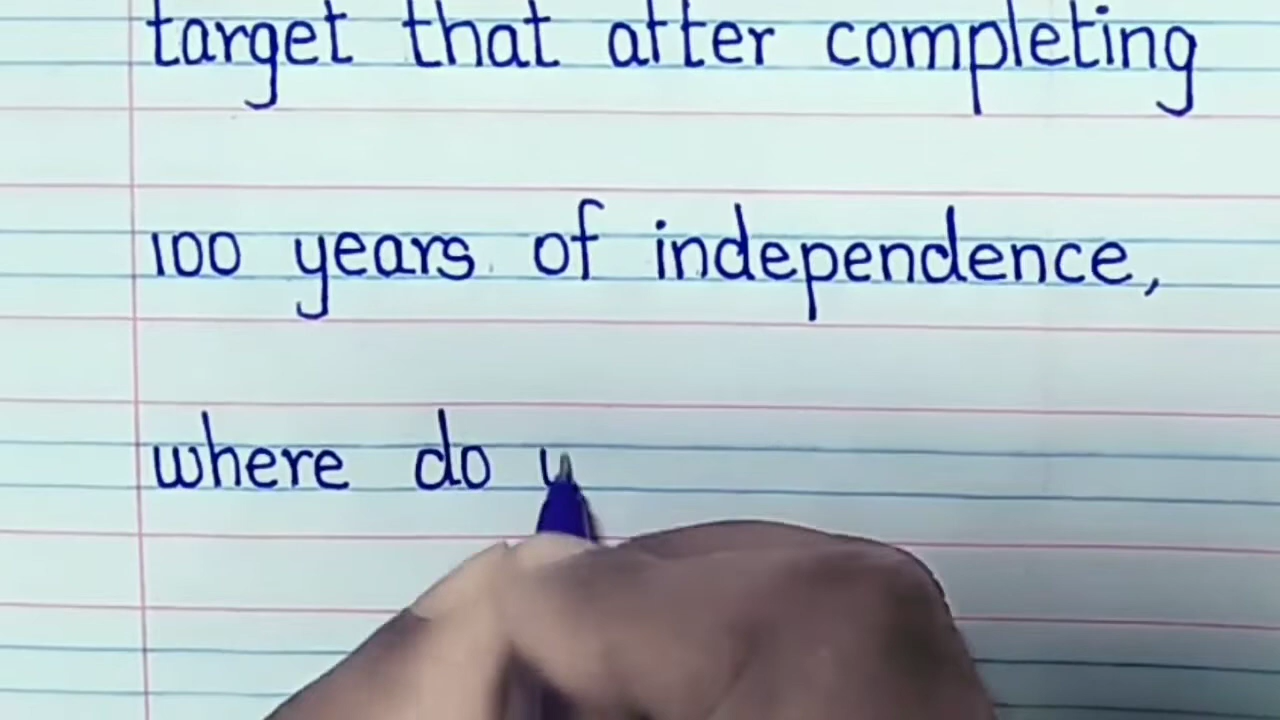 target that after completing
100 years of independence,
where do